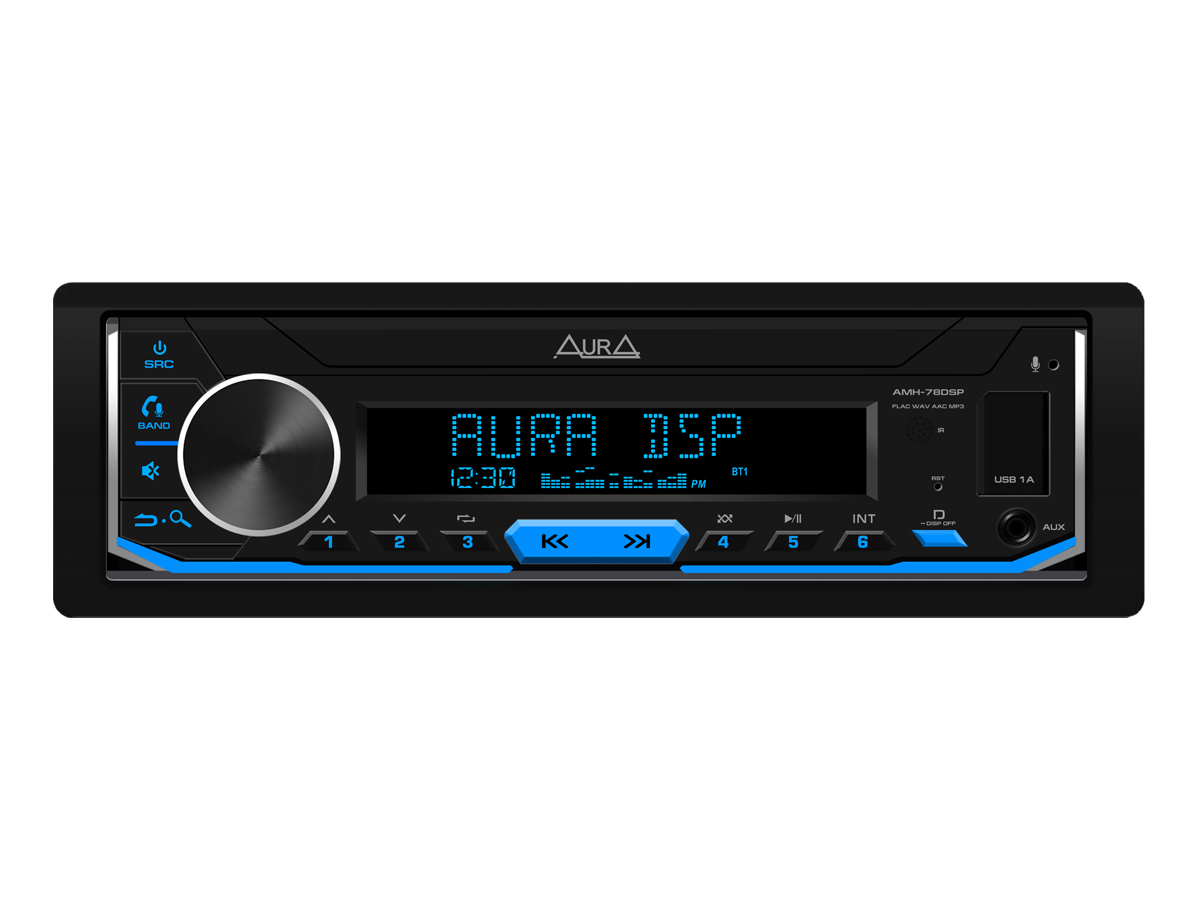 SRC
AURA
AMH-78DSP
FLAC WAV AAC MP3
BAND
AURA DSP
IR
12:30
PM
BT1
RST
USB 1A
INT
D
DISP OFF
AUX
1
2
3
4
5
6